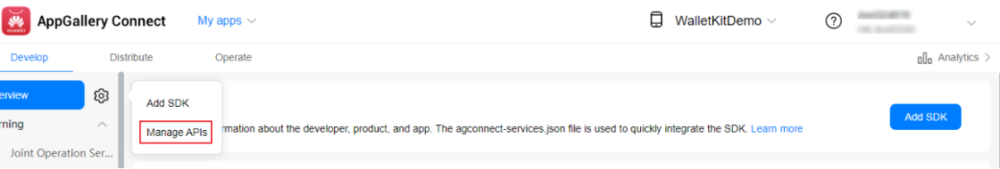 HUAWEI AppGallery Connect My apps WalletKitDemo
Develop Distribute Operate Analytics
erview
Add SDK
Add SDK
rning
Manage APIs rmation about the developer, product, and app. The agconnect-services.json file is used to quickly integrate the SDK. Learn more
Joint Operation Ser...